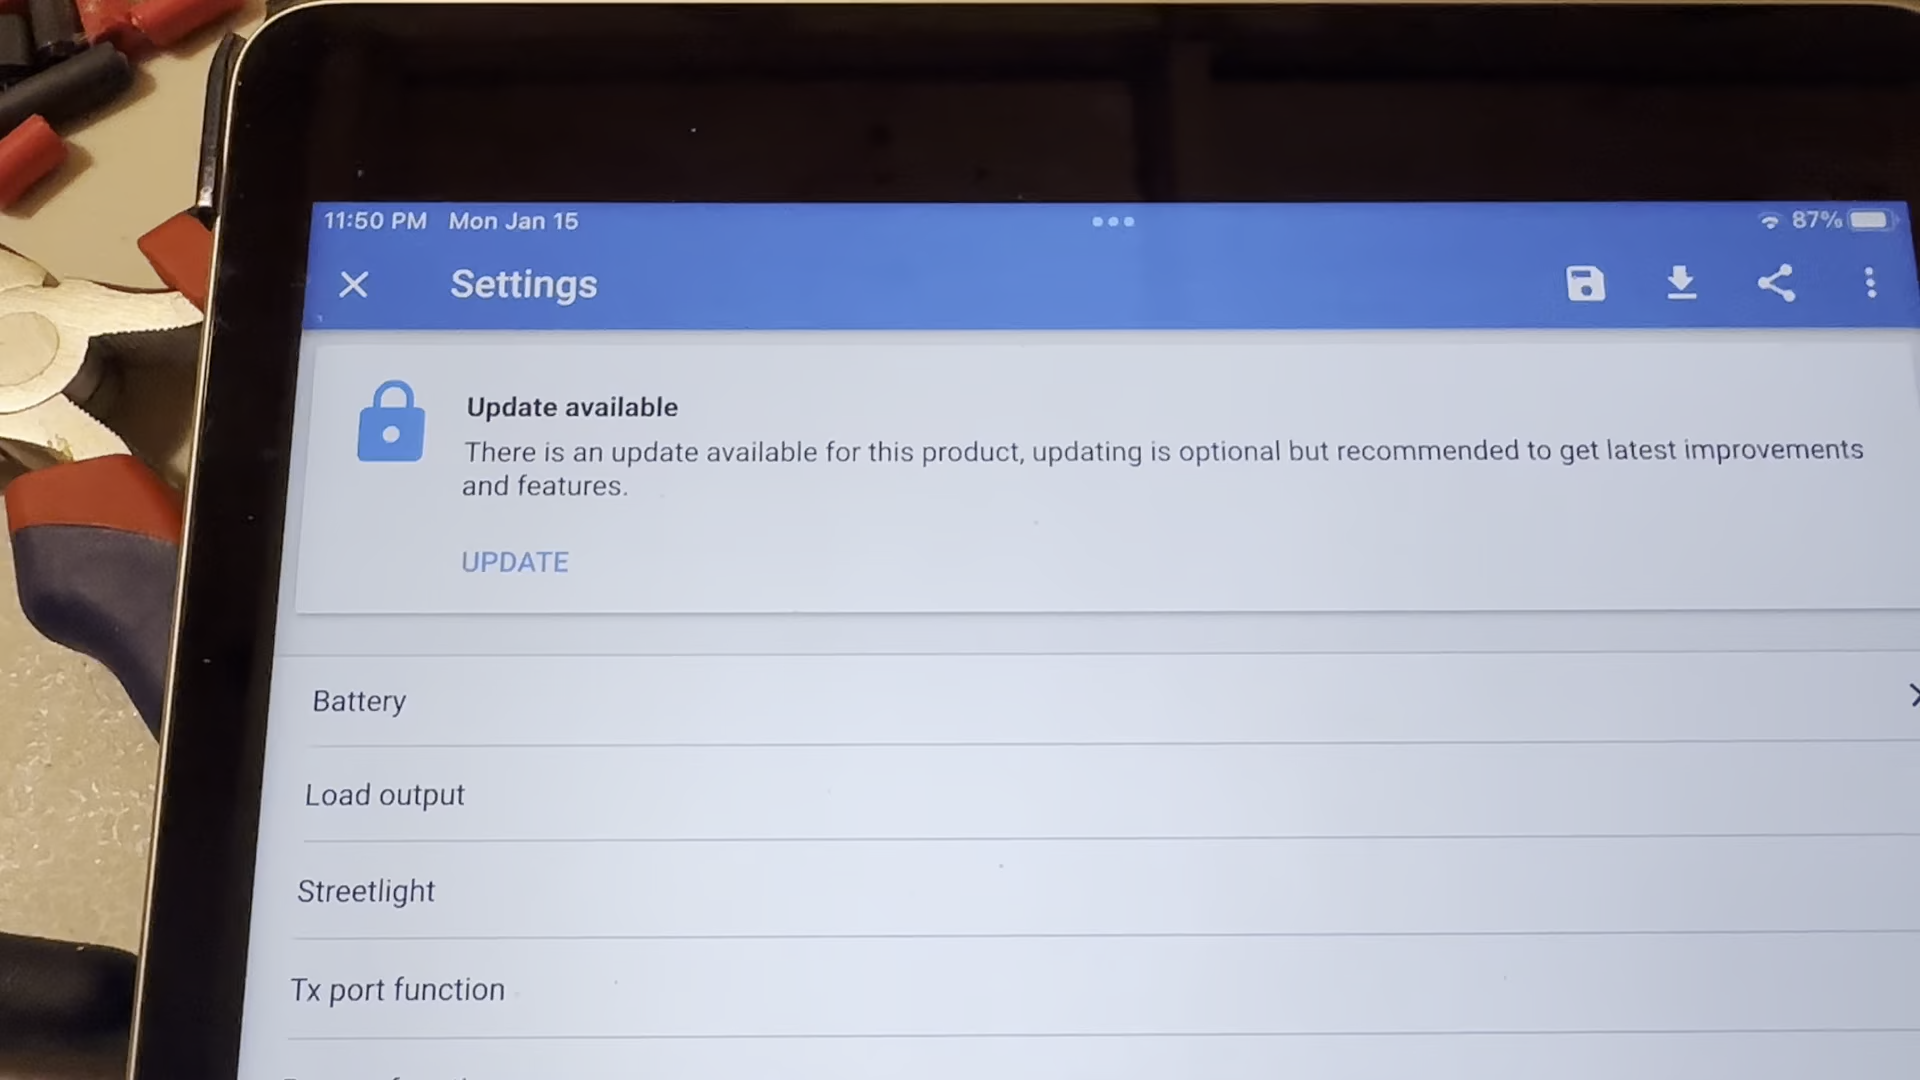 11:50 PM Mon Jan 15
87%
Settings
Update available
There is an update available for this product, updating is optional but recommended to get latest improvements
and features.
UPDATE
Battery
Load output
Streetlight
Tx port function